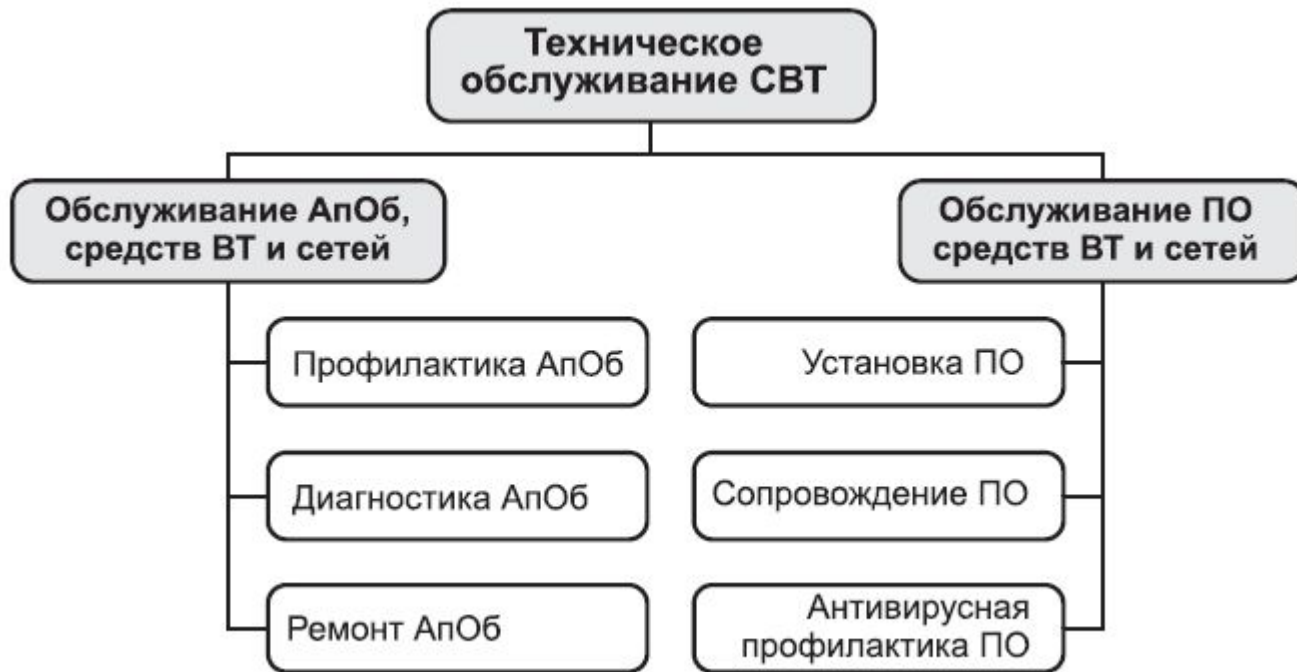 Техническое
обслуживание СВТ
Обслуживание АпОб,
средств ВТ и сетей
Обслуживание ПО
средств ВТ и сетей
Профилактика АпОб
Установка ПО
Диагностика АпОб
Сопровождение ПО
Ремонт АпОб
Антивирусная
профилактика ПО